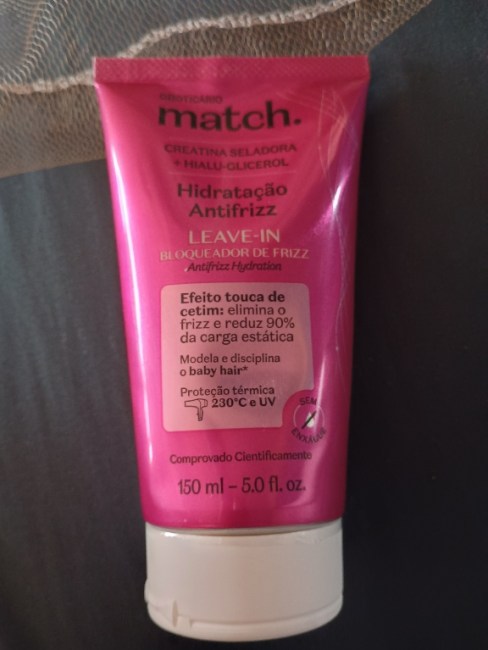 OBOTICÁRIO
match.
CREATINA SELADORA
+ HIALU-GLICEROL
Hidratação
Antifrizz
LEAVE-IN
BLOQUEADOR DE FRIZZ
Antifrizz Hydration
Efeito touca de
cetim: elimina o
frizz e reduz 90%
da carga estática
Modela e disciplina
o baby hair*
Proteção térmica
230°C e UV
SEM
ENXÁGUE
Comprovado Cientificamente
150 ml – 5.0 fl. oz.